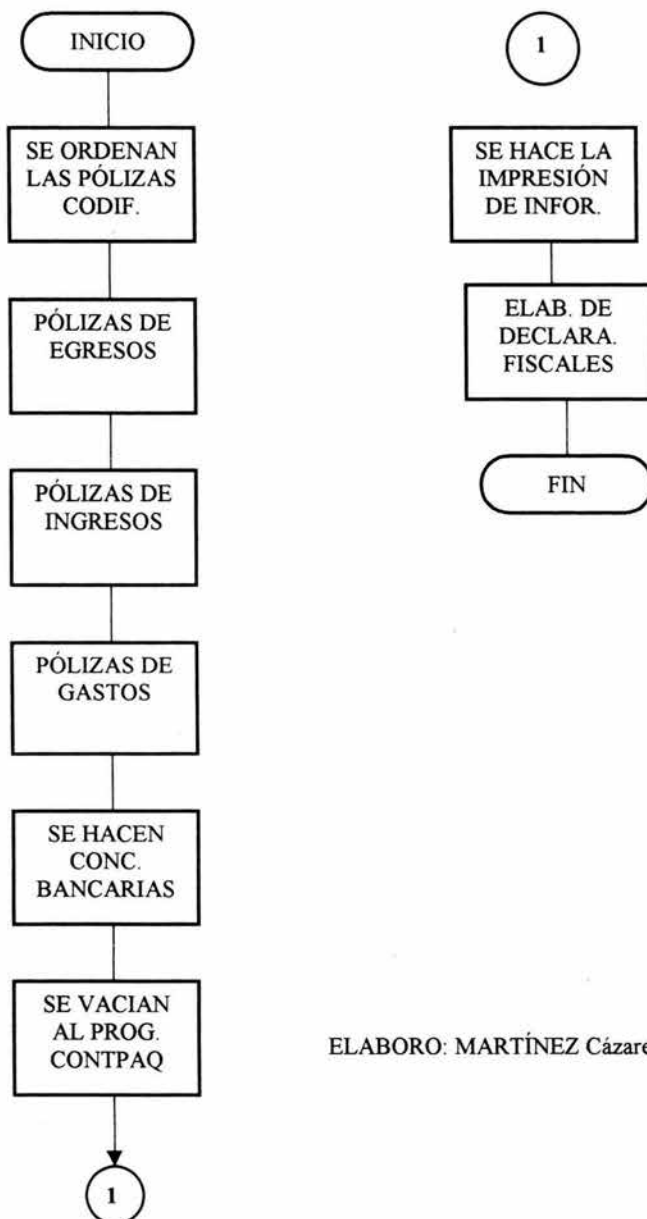 INICIO
SE ORDENAN
LAS PÓLIZAS
CODIF.
PÓLIZAS DE
EGRESOS
PÓLIZAS DE
INGRESOS
PÓLIZAS DE
GASTOS
SE HACEN
CONC.
BANCARIAS
SE VACIAN
AL PROG.
CONTPAQ
1
1
SE HACE LA
IMPRESIÓN
DE INFOR.
ELAB. DE
DECLARA.
FISCALES
FIN
ELABORO: MARTÍNEZ